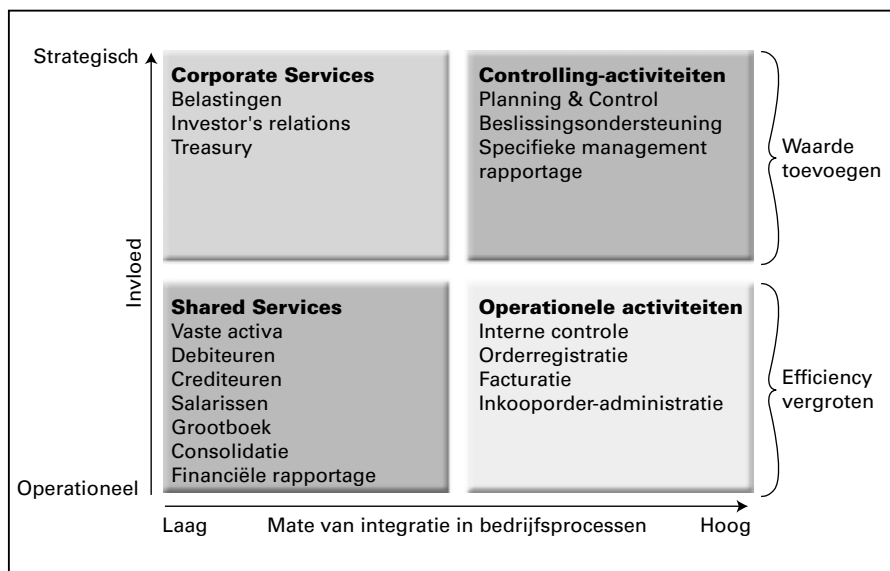 Strategisch
Corporate Services
Belastingen
Investor's relations
Treasury
Controlling-activiteiten
Planning & Control
Beslissingsondersteuning
Specifieke management
rapportage
Waarde
toevoegen
Invloed
Shared Services
Vaste activa
Debiteuren
Crediteuren
Salarissen
Grootboek
Consolidatie
Financiële rapportage
Operationele activiteiten
Interne controle
Orderregistratie
Facturatie
Inkooporder-administratie
Efficiency
vergroten
Operationeel
Laag
Mate van integratie in bedrijfsprocessen
Hoog